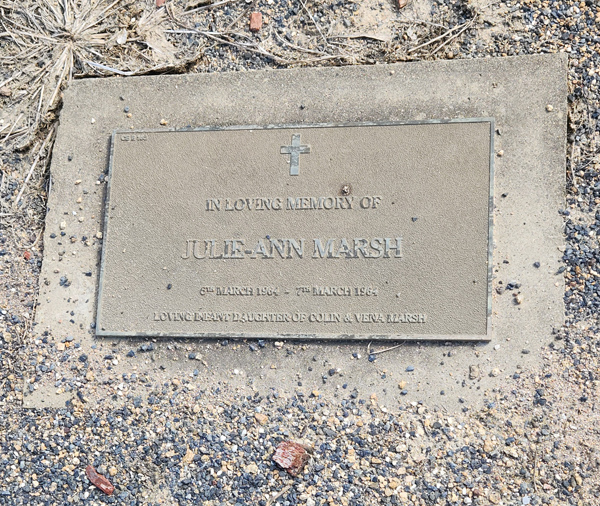 IN LOVING MEMORY OF
JULIE-ANN MARSH
6TH MARCH 1964 - 7TH MARCH 1964
LOVING INFANT DAUGHTER OF COLIN & VENA MARSH